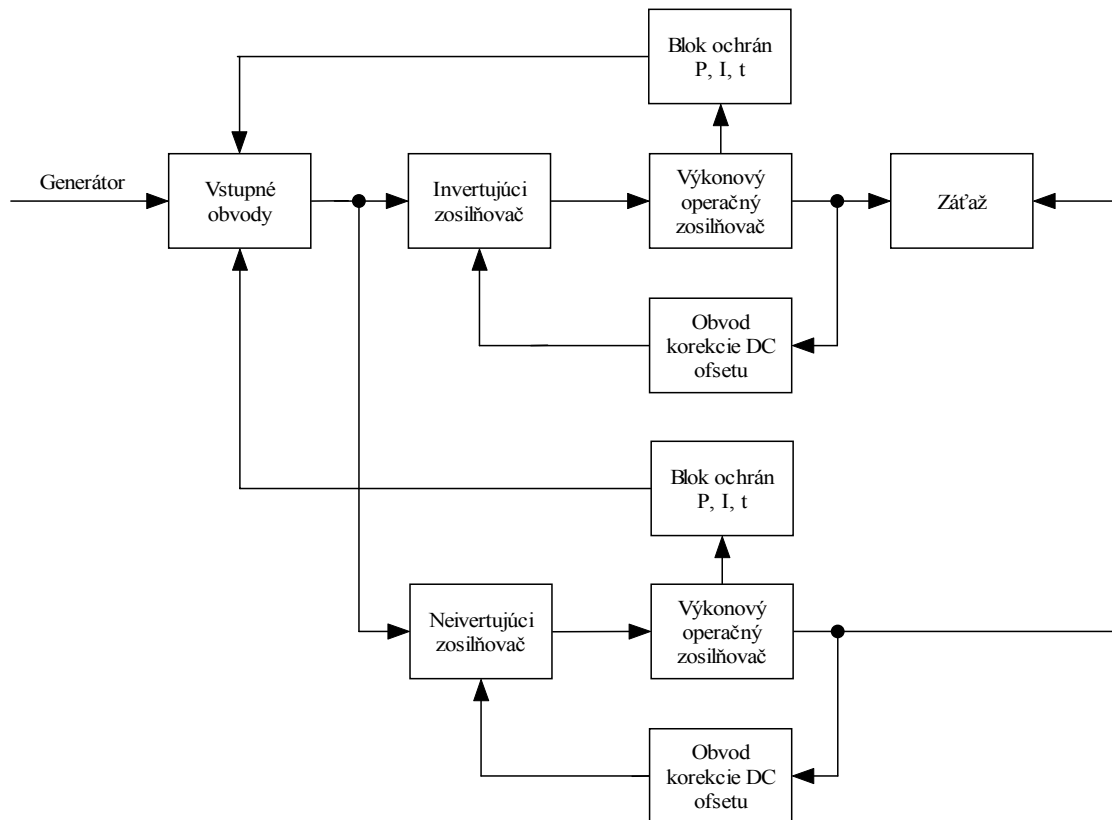 Blok ochrán
P, I, t
Generátor
Vstupné
obvody
Invertujúci
zosilňovač
Výkonový
operačný
zosilňovač
Záťaž
Obvod
korekcie DC
ofsetu
Blok ochrán
P, I, t
Neivertujúci
zosilňovač
Výkonový
operačný
zosilňovač
Obvod
korekcie DC
ofsetu